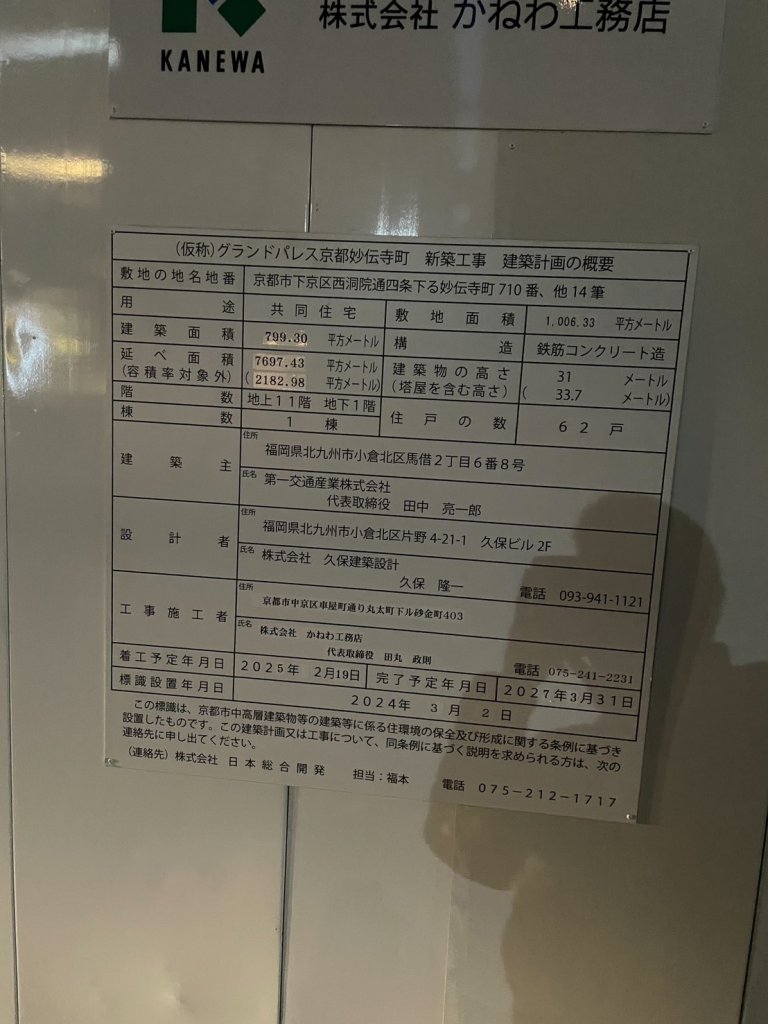 株式会社 かねわ工務店
KANEWA
(仮称)グランドパレス京都妙伝寺町 新築工事 建築計画の概要
敷地の地名地番 京都市下京区西洞院通四条下る妙伝寺町710番、他14筆
用途 共同住宅 敷地面積 1,006.33 平方メートル
建築面積 799.30 平方メートル 構造 鉄筋コンクリート造
延べ面積 7697.43 平方メートル 建築物の高さ 31 メートル
(容積率対象外) (2182.98 平方メートル) (塔屋を含む高さ) (33.7 メートル)
階数 地上11階 地下1階 住戸の数 62戸
棟数 1棟
建築主 住所 福岡県北九州市小倉北区馬借2丁目6番8号
氏名 第一交通産業株式会社
代表取締役 田中 亮一郎
設計者 住所 福岡県北九州市小倉北区片野4-21-1 久保ビル2F
氏名 株式会社 久保建築設計
久保 隆一 電話 093-941-1121
工事施工者 住所 京都市中京区車屋町通り丸太町下ル砂金町403
氏名 株式会社 かねわ工務店
代表取締役 田丸 政則 電話 075-241-2231
着工予定年月日 2025年 2月19日 完了予定年月日 2027年3月31日
標識設置年月日 2024年 3月 2日
この標識は、京都市中高層建築物等の建築等に係る住環境の保全及び形成に関する条例に基づき
設置したものです。この建築計画又は工事について、同条例に基づく説明を求められる方は、次の
連絡先に申し出てください。
(連絡先)株式会社 日本総合開発 担当:福本 電話 075-212-1717